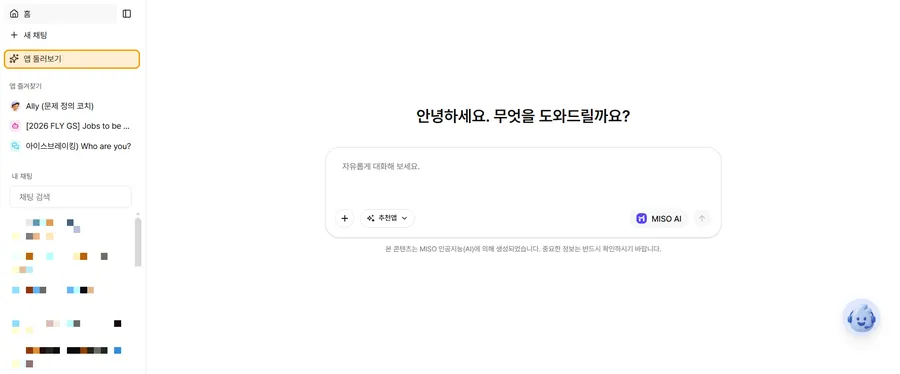 홈
새 채팅
앱 둘러보기
앱 즐겨찾기
Ally (문제 정의 코치)
[2026 FLY GS] Jobs to be ...
아이스브레이킹) Who are you?
내 채팅
채팅 검색
안녕하세요. 무엇을 도와드릴까요?
자유롭게 대화해 보세요.
추천앱
MISO AI
본 콘텐츠는 MISO 인공지능(AI)에 의해 생성되었습니다. 중요한 정보는 반드시 확인하시기 바랍니다.